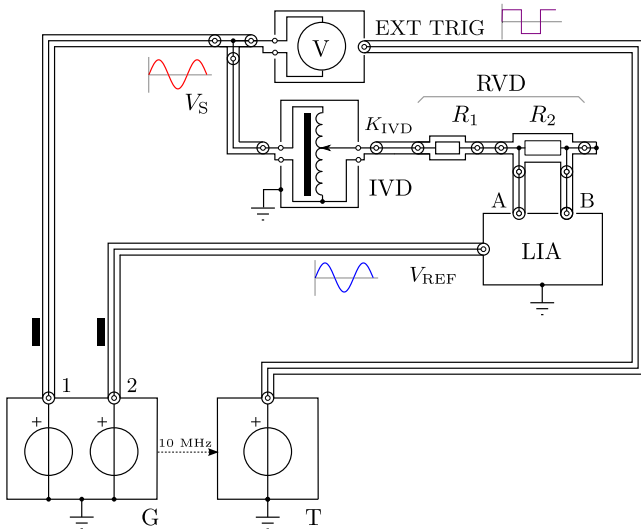 V
EXT TRIG
V_S
RVD
K_IVD
R_1
R_2
IVD
A
B
LIA
V_REF
1
2
+
+
10 MHz
+
G
T